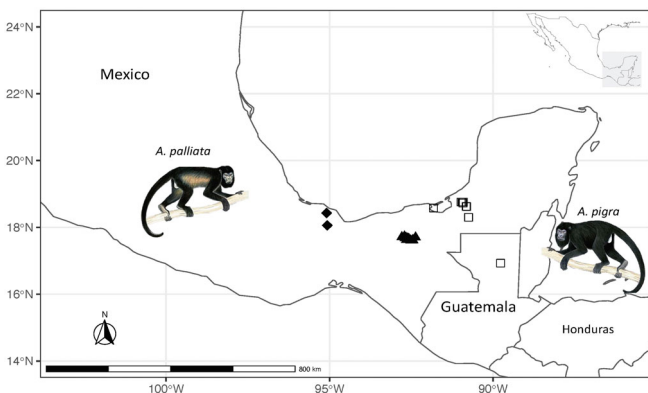 24°N
22°N
20°N
18°N
16°N
14°N
Mexico
A. palliata
A. pigra
Guatemala
Honduras
N
800 km
100°W
95°W
90°W